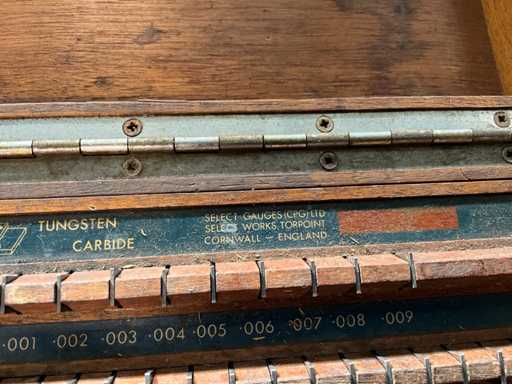 TUNGSTEN
CARBIDE
SELECT GAUGES (CPG) LTD
WORKS, TORPOINT
CORNWALL - ENGLAND
.001 .002 .003 .004 .005 .006 .007 .008 .009